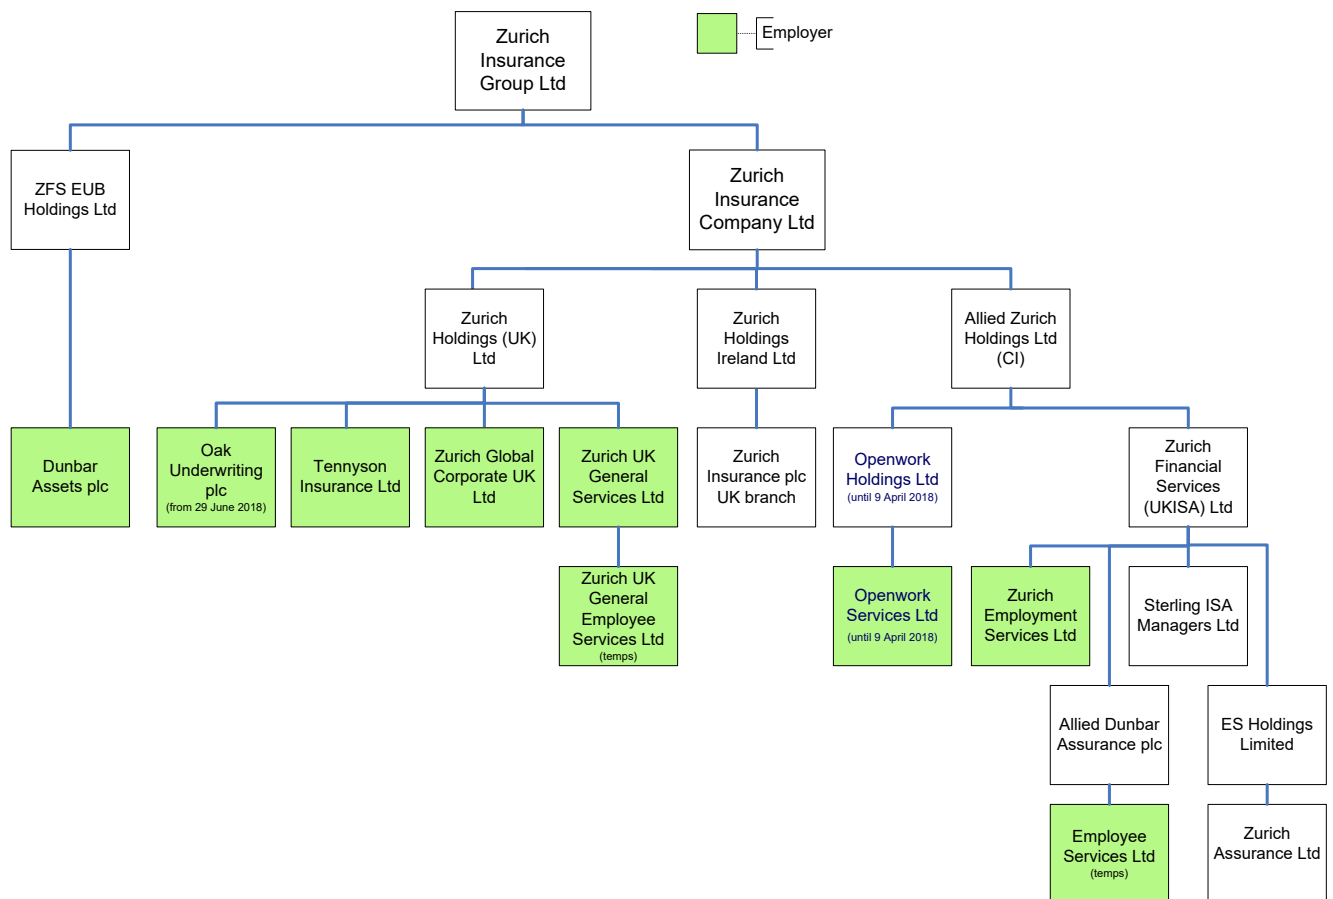 Zurich
Insurance
Group Ltd
Employer
ZFS EUB
Holdings Ltd
Zurich
Insurance
Company Ltd
Zurich
Holdings (UK)
Ltd
Zurich
Holdings
Ireland Ltd
Allied Zurich
Holdings Ltd
(CI)
Dunbar
Assets plc
Oak
Underwriting
plc
(from 29 June 2018)
Tennyson
Insurance Ltd
Zurich Global
Corporate UK
Ltd
Zurich UK
General
Services Ltd
Zurich
Insurance plc
UK branch
Openwork
Holdings Ltd
(until 9 April 2018)
Zurich
Financial
Services
(UKISA) Ltd
Zurich UK
General
Employee
Services Ltd
(temps)
Openwork
Services Ltd
(until 9 April 2018)
Zurich
Employment
Services Ltd
Sterling ISA
Managers Ltd
Allied Dunbar
Assurance plc
ES Holdings
Limited
Employee
Services Ltd
(temps)
Zurich
Assurance Ltd